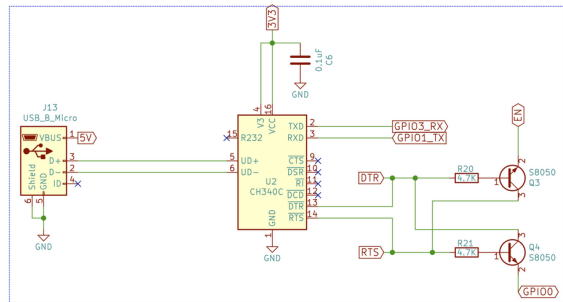 3V3
0.1uF
C6
GND
J13
USB_B_Micro
VBUS 1 5V
D+ 3
D- 2
ID 4
Shield
GND
6 5
GND
4 16
V3
VCC
15 R232
TXD 2 GPIO3_RX
RXD 3 GPIO1_TX
5 UD+
6 UD-
U2
CH340C
CTS 9
DSR 10
RI 11
DCD 12
DTR 13
RTS 14
GND
1
GND
EN
DTR
R20
4.7K
1
2
3
S8050
Q3
RTS
R21
4.7K
1
3
2
Q4
S8050
GPIO0